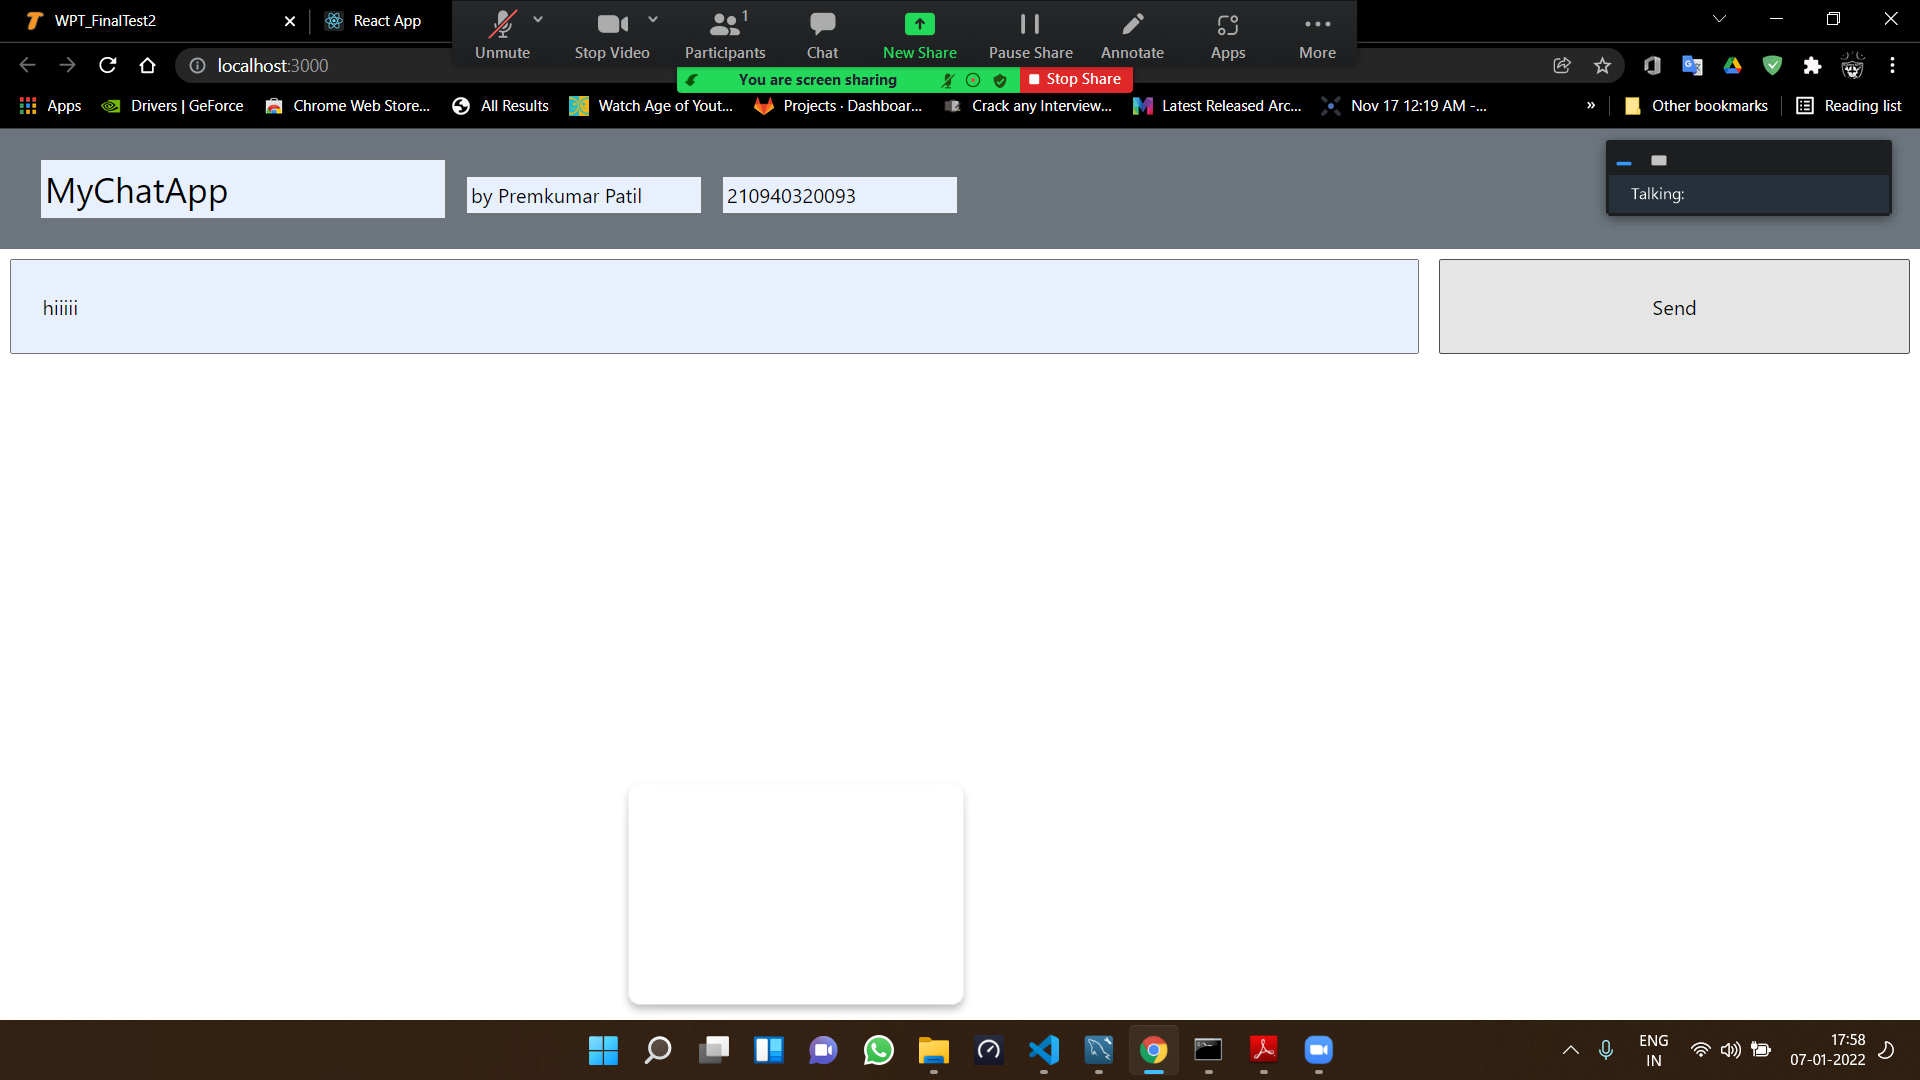 WPT_FinalTest2
React App
Unmute
Stop Video
Participants
1
Chat
New Share
Pause Share
Annotate
Apps
More
localhost:3000
You are screen sharing
Stop Share
Apps
Drivers | GeForce
Chrome Web Store...
All Results
Watch Age of Yout...
Projects · Dashboar...
Crack any Interview...
Latest Released Arc...
Nov 17 12:19 AM -...
»
Other bookmarks
Reading list
MyChatApp
by Premkumar Patil
210940320093
Talking:
hiiiii
Send
ENG
IN
17:58
07-01-2022